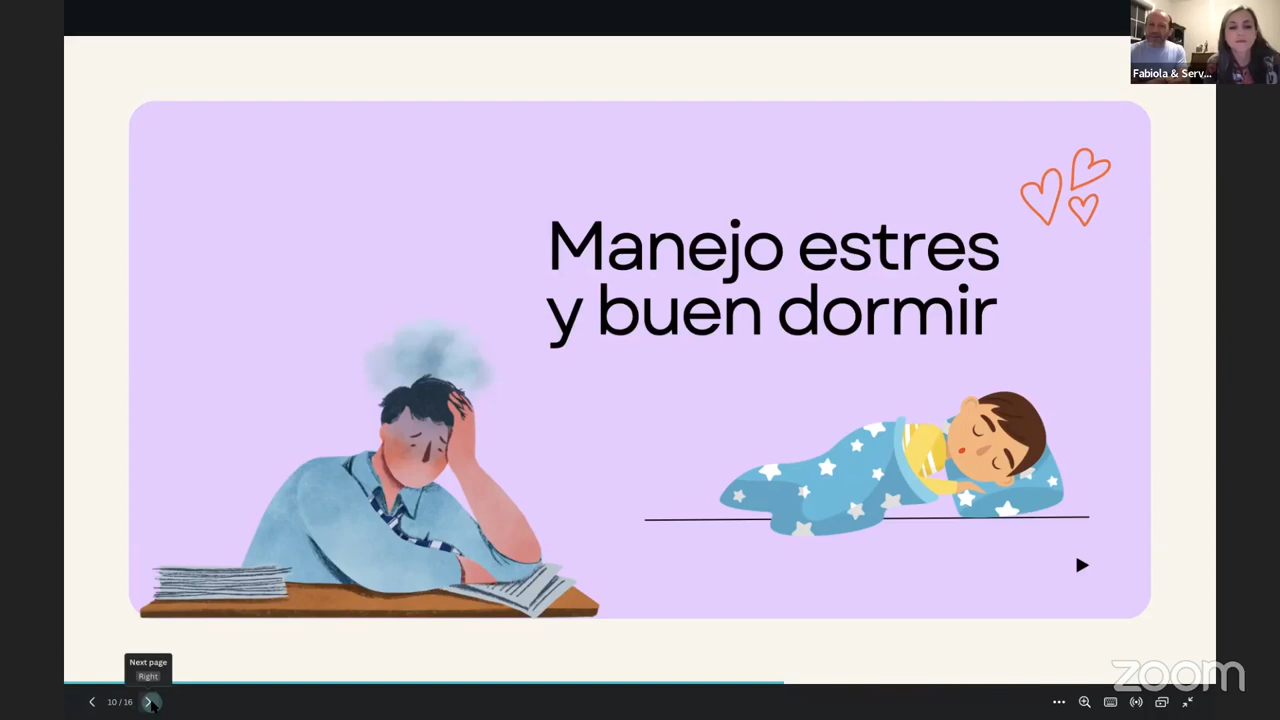 Fabiola & Serv...
Manejo estres
y buen dormir
Next page
Right
10 / 16
zoom